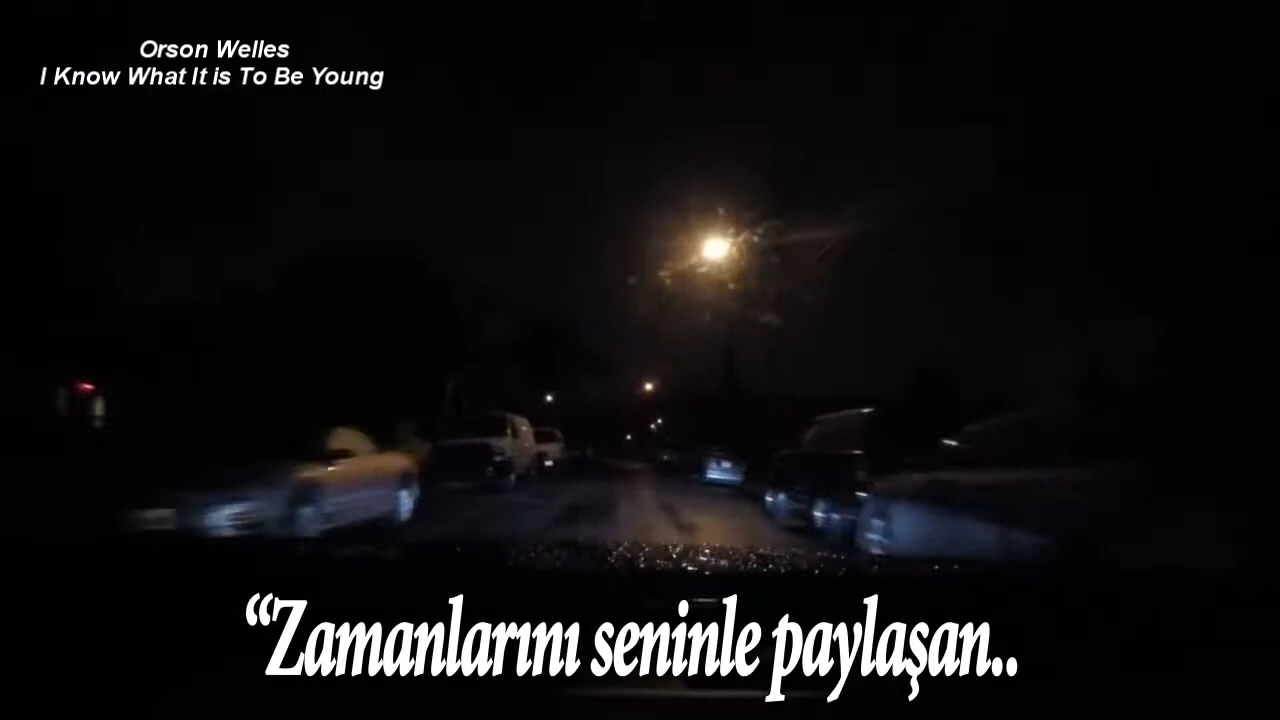 Orson Welles
I Know What It is To Be Young
“Zamanlarını seninle paylaşan..